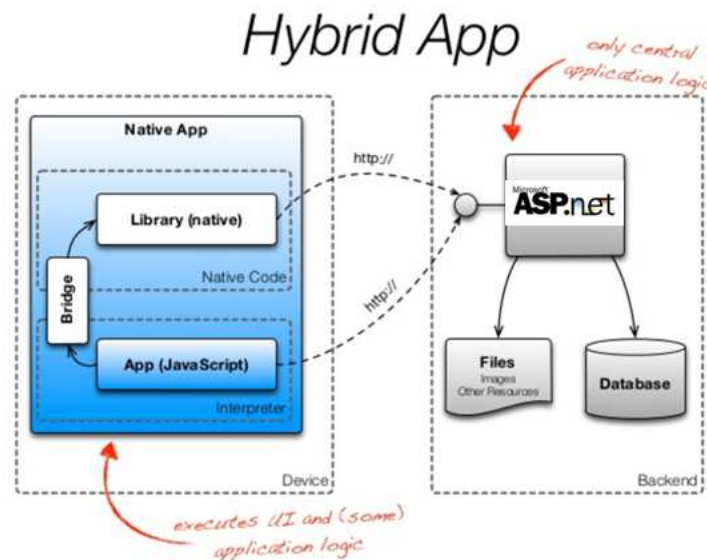 Hybrid App
only central
application logic
Native App
http://
Library (native)
Microsoft
ASP.net
Native Code
Bridge
http://
App (JavaScript)
Files
Images
Other Resources
Database
Interpreter
Device
Backend
executes UI and (some)
application logic